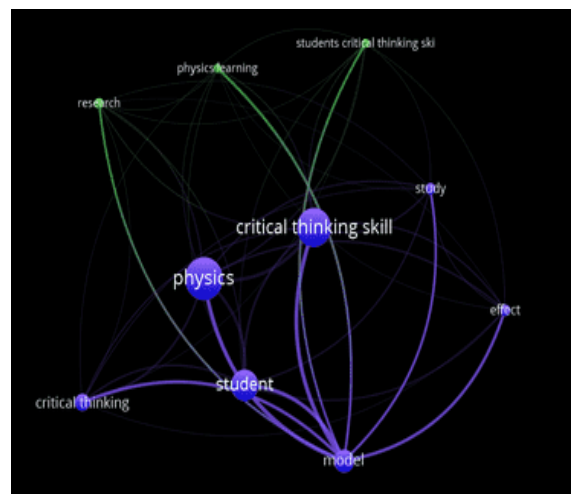 students critical thinking ski
physics learning
research
study
critical thinking skill
physics
effect
student
critical thinking
model